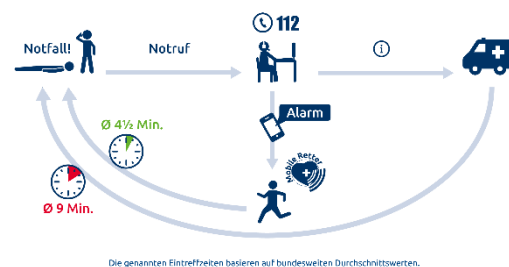 112
Notfall!
Notruf
i
Alarm
Ø 4½ Min.
Mobile Retter
Ø 9 Min.
Die genannten Eintreffzeiten basieren auf bundesweiten Durchschnittswerten.